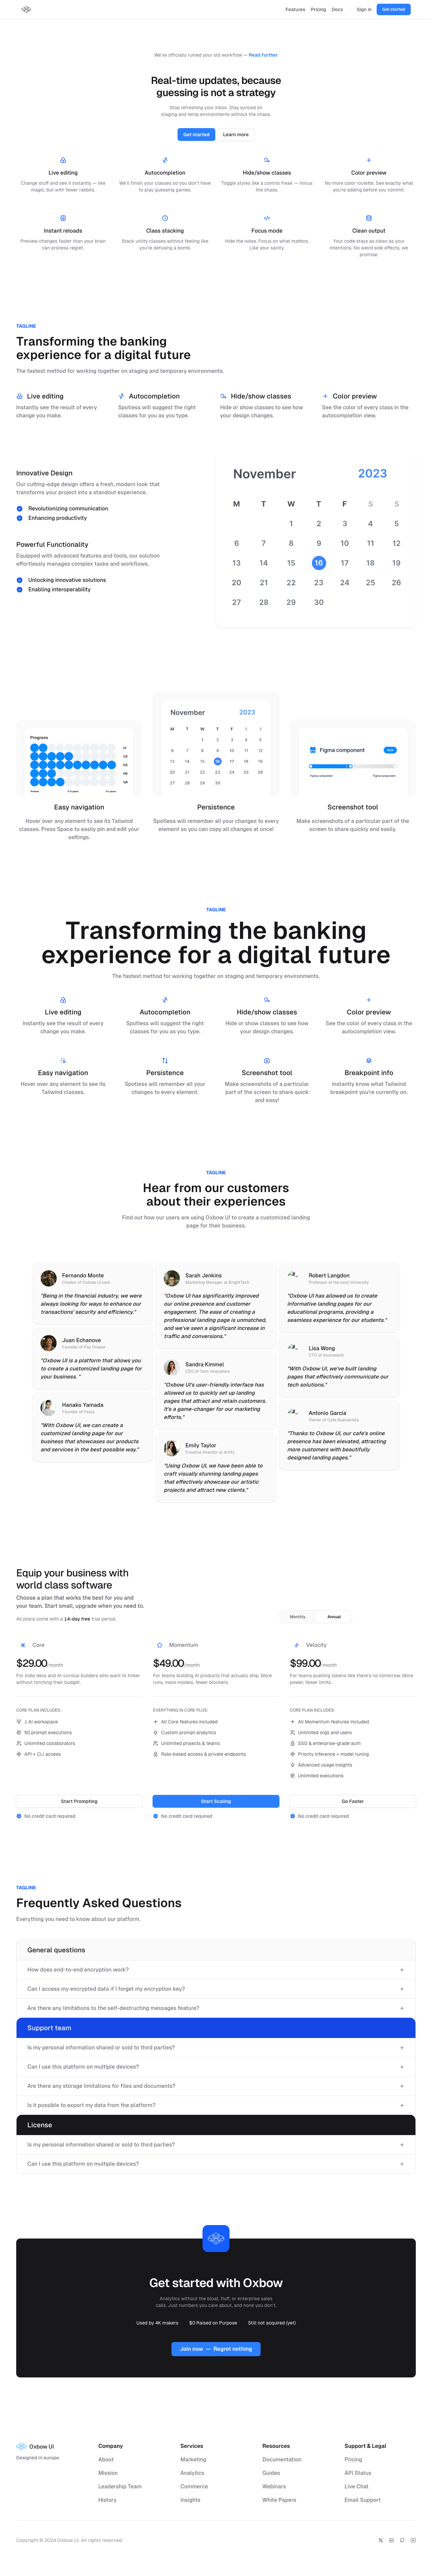 Features Pricing Docs Sign in Get started
We've officially ruined your old workflow — Read further
Real-time updates, because
guessing is not a strategy
Stop refreshing your inbox. Stay synced on
staging and temp environments without the chaos.
Get started Learn more
Live editing
Change stuff and see it instantly — like
magic, but with fewer rabbits.
Autocompletion
We'll finish your classes so you don't have
to play guessing games.
Hide/show classes
Toggle styles like a control freak — minus
the chaos.
Color preview
No more color roulette. See exactly what
you're adding before you commit.
Instant reloads
Preview changes faster than your brain
can process regret.
Class stacking
Stack utility classes without feeling like
you're defusing a bomb.
Focus mode
Hide the noise. Focus on what matters.
Like your sanity.
Clean output
Your code stays as clean as your
intentions. No weird side effects, we
promise.
TAGLINE
Transforming the banking
experience for a digital future
The fastest method for working together on staging and temporary environments.
Live editing
Instantly see the result of every
change you make.
Autocompletion
Spotless will suggest the right
classes for you as you type.
Hide/show classes
Hide or show classes to see how
your design changes.
Color preview
See the color of every class in the
autocompletion view.
Innovative Design
Our cutting-edge design offers a fresh, modern look that
transforms your project into a standout experience.
Revolutionizing communication
Enhancing productivity
Powerful Functionality
Equipped with advanced features and tools, our solution
effortlessly manages complex tasks and workflows.
Unlocking innovative solutions
Enabling interoperability
November 2023
M T W T F S S
1 2 3 4 5
6 7 8 9 10 11 12
13 14 15 16 17 18 19
20 21 22 23 24 25 26
27 28 29 30
Progress
Easy navigation
Hover over any element to see its Tailwind
classes. Press Space to easily pin and edit your
settings.
November 2023
M T W T F S S
1 2 3 4 5
6 7 8 9 10 11 12
13 14 15 16 17 18 19
20 21 22 23 24 25 26
27 28 29 30
Persistence
Spotless will remember all your changes to every
element so you can copy all changes at once!
Figma component
Figma component Figma component
Screenshot tool
Make screenshots of a particular part of the
screen to share quickly and easily.
TAGLINE
Transforming the banking
experience for a digital future
The fastest method for working together on staging and temporary environments.
Live editing
Instantly see the result of every
change you make.
Autocompletion
Spotless will suggest the right
classes for you as you type.
Hide/show classes
Hide or show classes to see how
your design changes.
Color preview
See the color of every class in the
autocompletion view.
Easy navigation
Hover over any element to see its
Tailwind classes.
Persistence
Spotless will remember all your
changes to every element.
Screenshot tool
Make screenshots of a particular
part of the screen to share quick
and easy!
Breakpoint info
Instantly know what Tailwind
breakpoint you're currently on.
TAGLINE
Hear from our customers
about their experiences
Find out how our users are using Oxbow UI to create a customized landing
page for their business.
Fernando Monte
Creator of Oxbow UI.com
"Being in the financial industry, we were
always looking for ways to enhance our
transactions' security and efficiency."
Juan Echanove
Founder of Pay Drawer
"Oxbow UI is a platform that allows you
to create a customized landing page for
your business. "
Hanako Yamada
"With Oxbow UI, we can create a
customized landing page for our
business that showcases our products
and services in the best possible way."
Sarah Jenkins
Marketing Manager at BrightTech
"Oxbow UI has significantly improved
our online presence and customer
engagement. The ease of creating a
professional landing page is unmatched,
and we've seen a significant increase in
traffic and conversions."
Sandra Kimmel
CEO of Tech Innovators
"Oxbow UI's user-friendly interface has
allowed us to quickly set up landing
pages that attract and retain customers.
It's a game-changer for our marketing
efforts."
Emily Taylor
Creative Director at Artify
"Using Oxbow UI, we have been able to
craft visually stunning landing pages
that effectively showcase our artistic
projects and attract new clients."
Robert Langdon
Professor at Harvard University
"Oxbow UI has allowed us to create
informative landing pages for our
educational programs, providing a
seamless experience for our students."
Lisa Wong
CTO of Innovatech
"With Oxbow UI, we've built landing
pages that effectively communicate our
tech solutions."
Antonio Garcia
Owner of Cafe Buenavista
"Thanks to Oxbow UI, our cafe's online
presence has been elevated, attracting
more customers with beautifully
designed landing pages."
Equip your business with
world class software
Choose a plan that works the best for you and
your team. Start small, upgrade when you need to.
All plans come with a 14-day free trial period.
Monthly Annual
Core
$29.00/month
For indie devs and AI-curious builders who want to tinker
without torching their budget.
CORE PLAN INCLUDES:
1 AI workspace
50 prompt executions
Unlimited collaborators
API + CLI access
Start Prompting
No credit card required
Momentum
$49.00/month
For teams building AI products that actually ship. More
runs, more models, fewer blockers.
EVERYTHING IN CORE PLUS:
All Core features included
Custom prompt analytics
Unlimited projects & teams
Role-based access & private endpoints
Start Scaling
No credit card required
Velocity
$99.00/month
For teams pushing tokens like there's no tomorrow. More
power, fewer limits.
CORE PLAN INCLUDES:
All Momentum features included
Unlimited orgs and users
SSO & enterprise-grade auth
Priority inference + model tuning
Advanced usage insights
Unlimited executions
Go Faster
No credit card required
TAGLINE
Frequently Asked Questions
Everything you need to know about our platform.
General questions
How does end-to-end encryption work?
Can I access my encrypted data if I forget my encryption key?
Are there any limitations to the self-destructing messages feature?
Support team
Is my personal information shared or sold to third parties?
Can I use this platform on multiple devices?
Are there any storage limitations for files and documents?
Is it possible to export my data from the platform?
License
Is my personal information shared or sold to third parties?
Can I use this platform on multiple devices?
Get started with Oxbow
Analytics without the bloat, fluff, or enterprise sales
calls. Just numbers you care about, and none you don't.
Used by 4K makers $0 Raised on Purpose Still not acquired (yet)
Join now — Regret nothing
Oxbow UI
Designed in europe.
Company
About
Mission
Leadership Team
History
Services
Marketing
Analytics
Commerce
Insights
Resources
Documentation
Guides
Webinars
White Papers
Support & Legal
Pricing
API Status
Live Chat
Email Support
Copyright © 2024 Oxbow UI. All rights reserved.